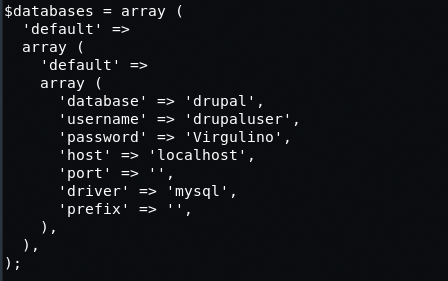 $databases = array (
  'default' =>
  array (
    'default' =>
    array (
      'database' => 'drupal',
      'username' => 'drupaluser',
      'password' => 'Virgulino',
      'host' => 'localhost',
      'port' => '',
      'driver' => 'mysql',
      'prefix' => '',
    ),
  ),
);